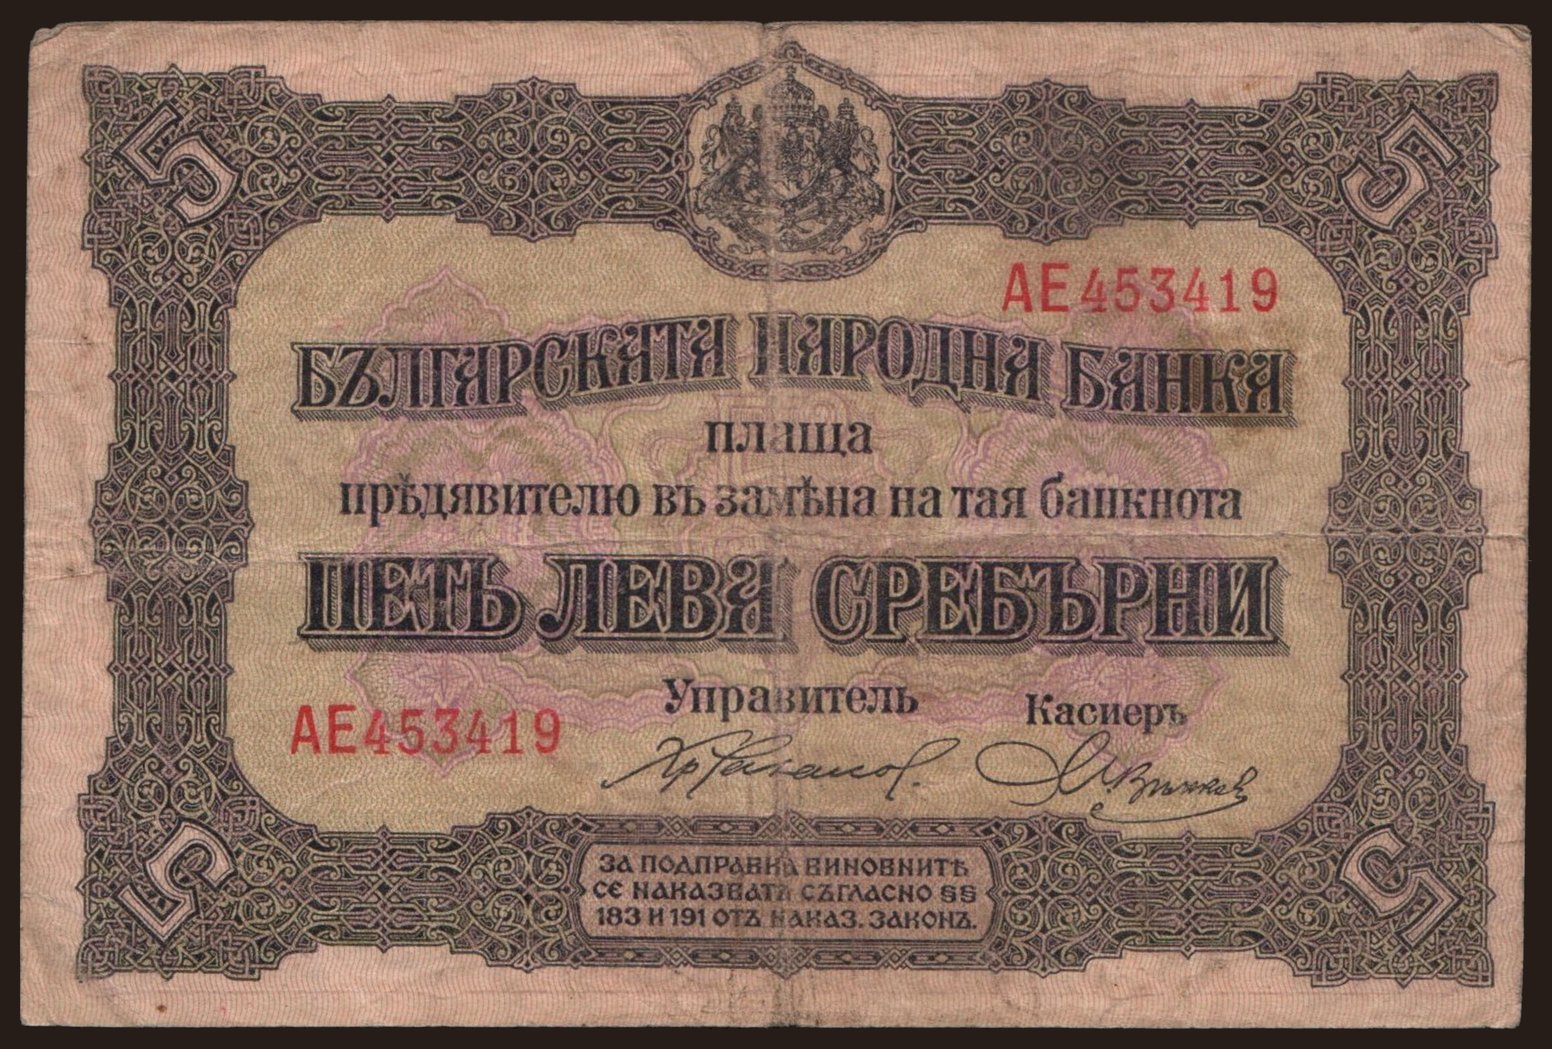 5 5
АЕ453419
БЪЛГАРСКАТА НАРОДНА БАНКА
плаща
прѣдявителю въ замѣна на тая банкнота
ПЕТЬ ЛЕВА СРЕБЪРНИ
АЕ453419
Управитель Касиеръ
5 5
ЗА ПОДПРАВКА ВИНОВНИТѢ
СЕ НАКАЗВАТЪ СЪГЛАСНО §§
183 И 191 ОТЪ НАКАЗ. ЗАКОНЪ.